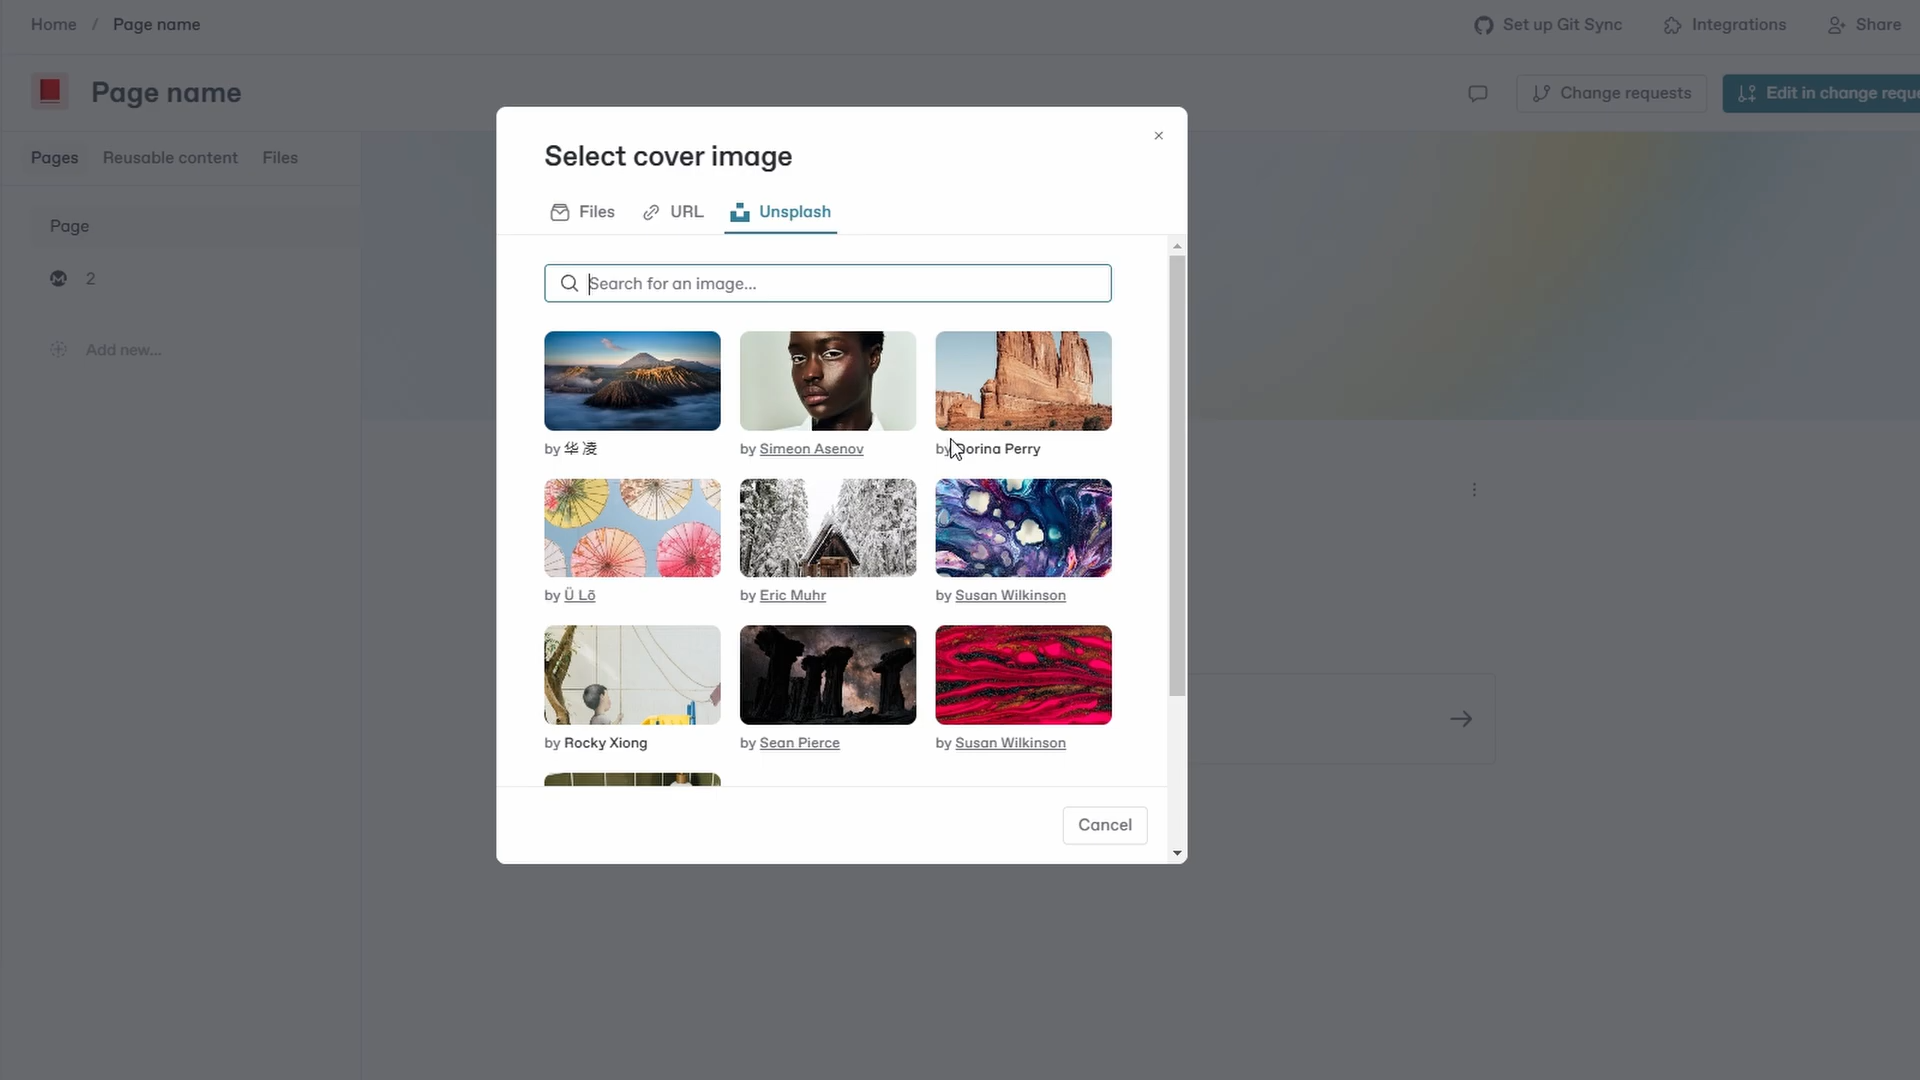 Home / Page name
Set up Git Sync
Integrations
Share
Page name
Change requests
Edit in change
Pages
Reusable content
Files
Page
2
Add new...
Select cover image
Files
URL
Unsplash
Search for an image...
by 华 凌
by Simeon Asenov
by Dorina Perry
by Ü Lō
by Eric Muhr
by Susan Wilkinson
by Rocky Xiong
by Sean Pierce
by Susan Wilkinson
Cancel